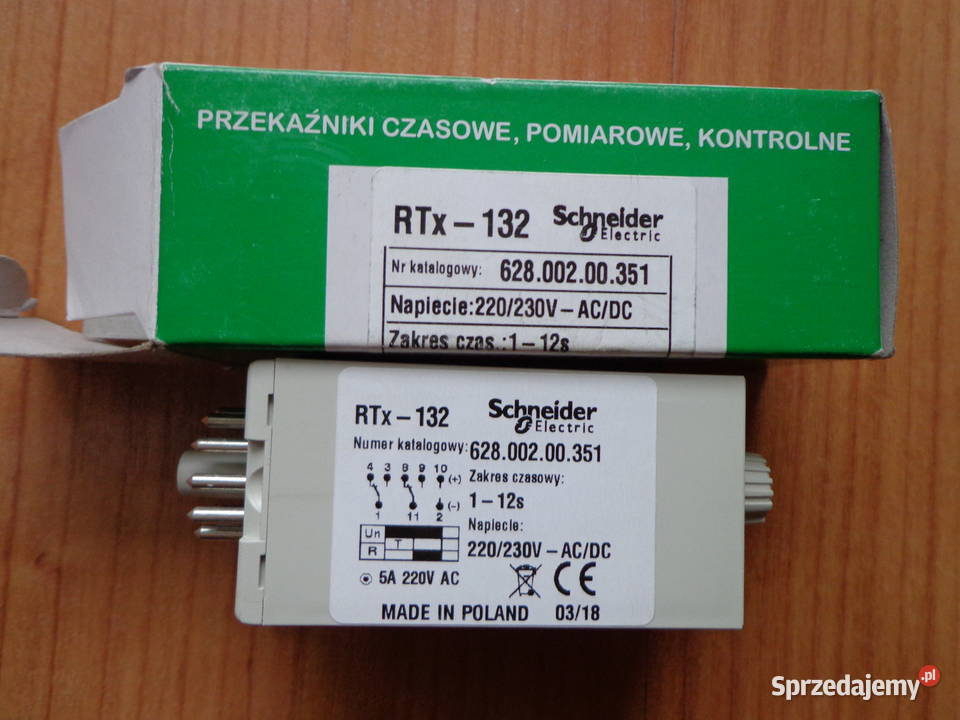 PRZEKAŹNIKI CZASOWE, POMIAROWE, KONTROLNE
RTx – 132 Schneider Electric
Nr katalogowy: 628.002.00.351
Napiecie:220/230V – AC/DC
Zakres czas.:1 – 12s
RTx – 132 Schneider Electric
Numer katalogowy: 628.002.00.351
4 3 8 9 10 (+)
1 11 2 (–)
Zakres czasowy:
1 – 12s
Un
R T
Napiecie:
220/230V – AC/DC
5A 220V AC
CE
MADE IN POLAND 03/18
Sprzedajemy.pl